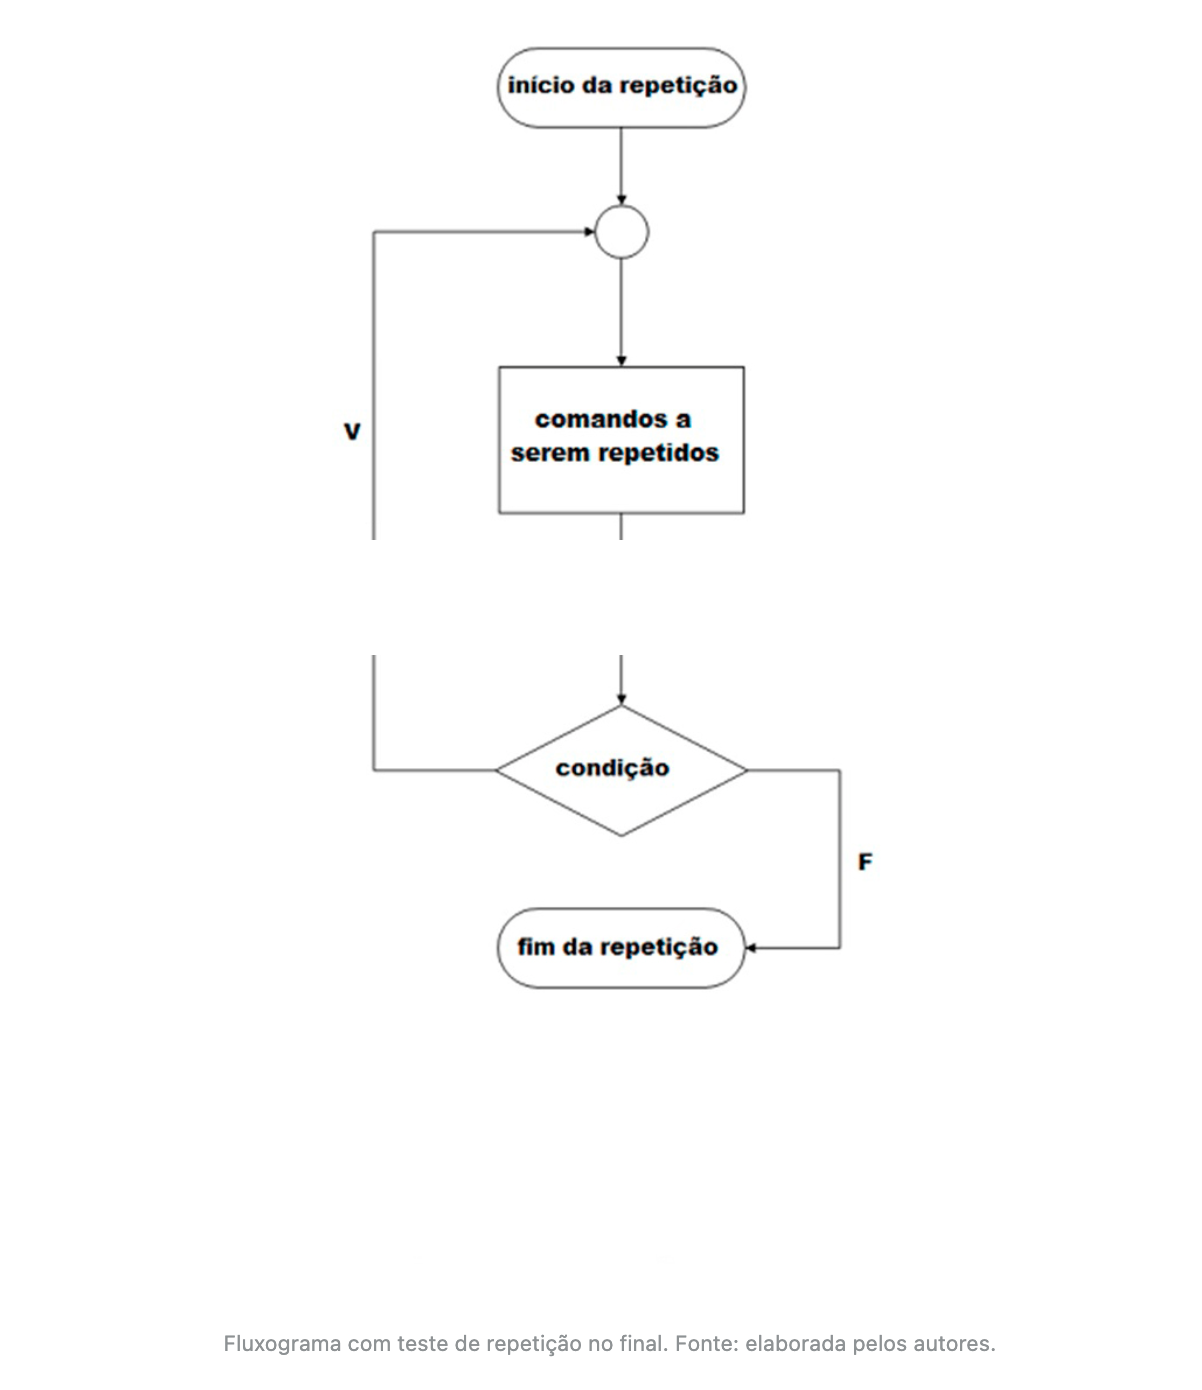 início da repetição
V
comandos a
serem repetidos
condição
F
fim da repetição
Fluxograma com teste de repetição no final. Fonte: elaborada pelos autores.